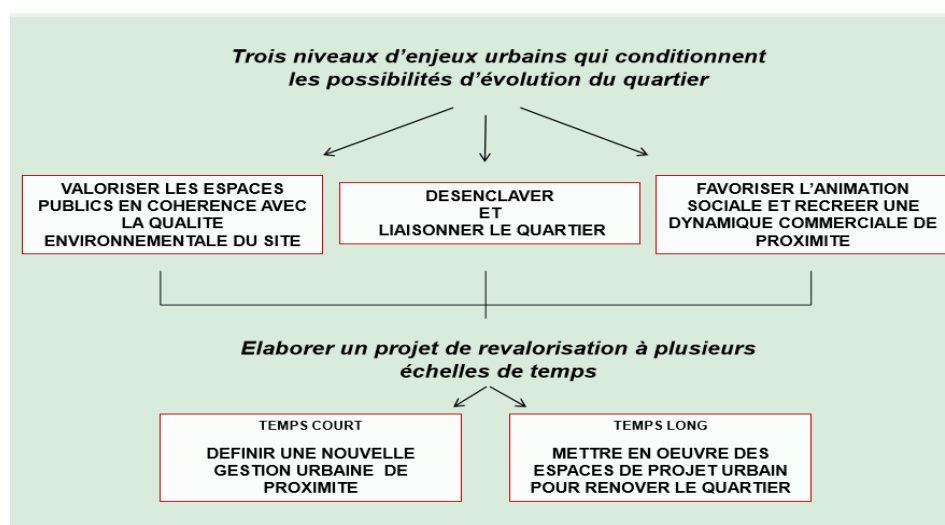 Trois niveaux d'enjeux urbains qui conditionnent
les possibilités d'évolution du quartier
VALORISER LES ESPACES
PUBLICS EN COHERENCE AVEC
LA QUALITE
ENVIRONNEMENTALE DU SITE
DESENCLAVER
ET
LIAISONNER LE QUARTIER
FAVORISER L'ANIMATION
SOCIALE ET RECREER UNE
DYNAMIQUE COMMERCIALE DE
PROXIMITE
Elaborer un projet de revalorisation à plusieurs
échelles de temps
TEMPS COURT
DEFINIR UNE NOUVELLE
GESTION URBAINE DE
PROXIMITE
TEMPS LONG
METTRE EN OEUVRE DES
ESPACES DE PROJET URBAIN
POUR RENOVER LE QUARTIER